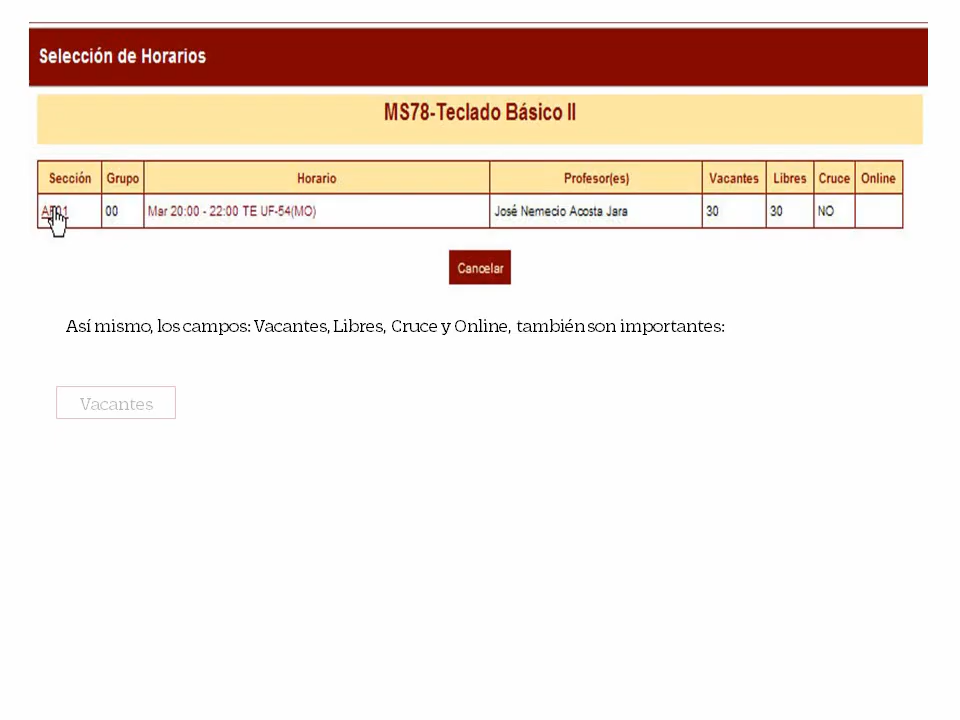 Selección de Horarios
MS78-Teclado Básico II
Sección Grupo Horario Profesor(es) Vacantes Libres Cruce Online
00 Mar 20:00 - 22:00 TE UF-54(MO) José Nemecio Acosta Jara 30 30 NO
Cancelar
Así mismo, los campos: Vacantes, Libres, Cruce y Online, también son importantes:
Vacantes